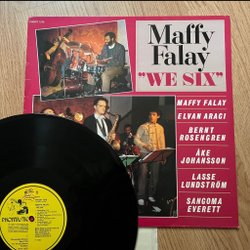 Maffy
Falay
"WE SIX"
MAFFY FALAY
ELVAN ARACI
BERNT
ROSENGREN
ÅKE
JOHANSSON
LASSE
LUNDSTRÖM
SANGOMA
EVERETT